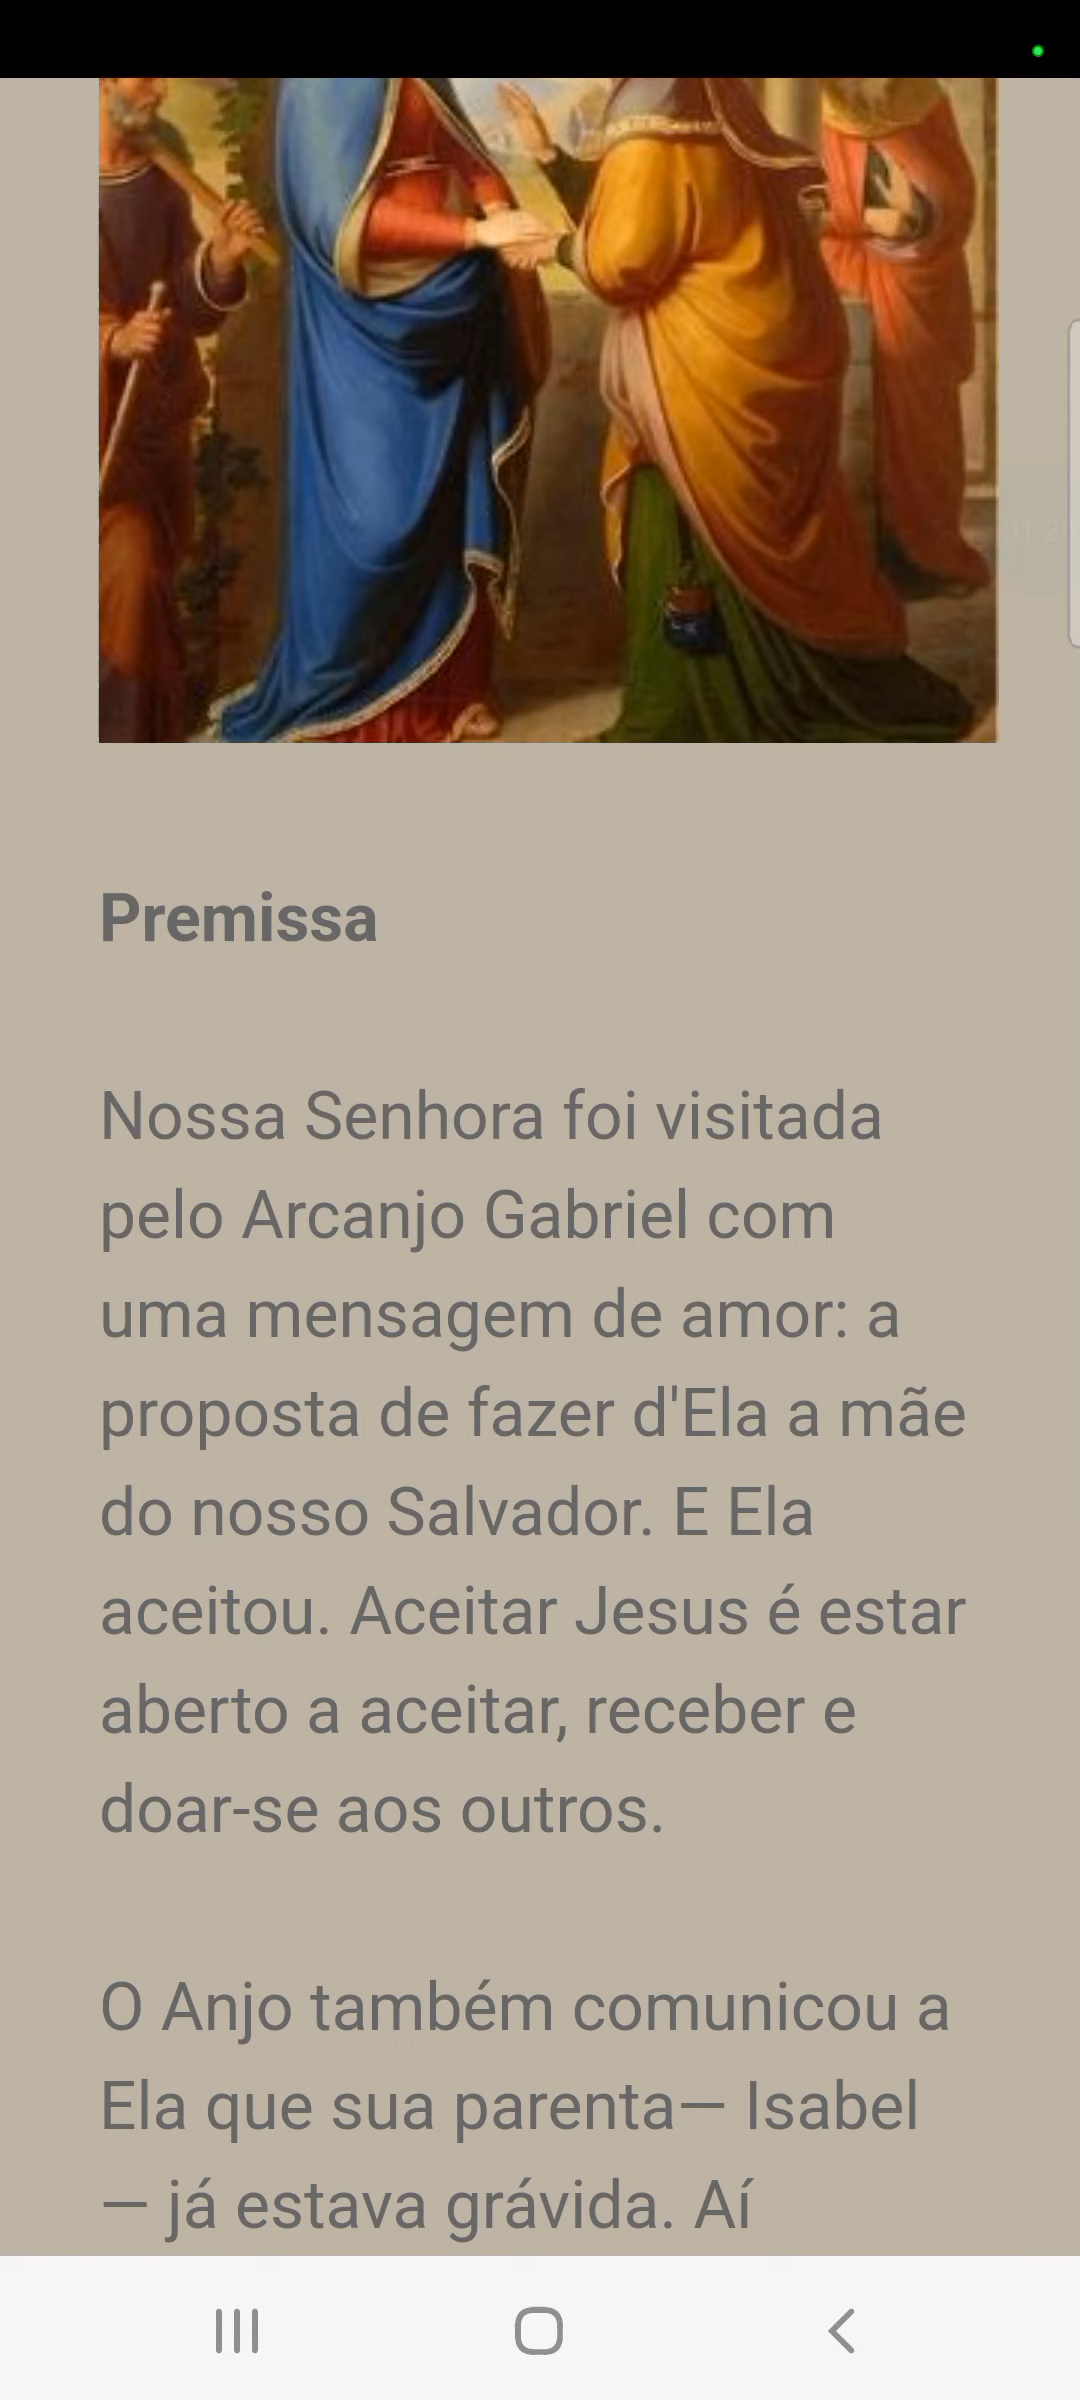 Premissa
Nossa Senhora foi visitada
pelo Arcanjo Gabriel com
uma mensagem de amor: a
proposta de fazer d'Ela a mãe
do nosso Salvador. E Ela
aceitou. Aceitar Jesus é estar
aberto a aceitar, receber e
doar-se aos outros.
O Anjo também comunicou a
Ela que sua parenta— Isabel
— já estava grávida. Aí